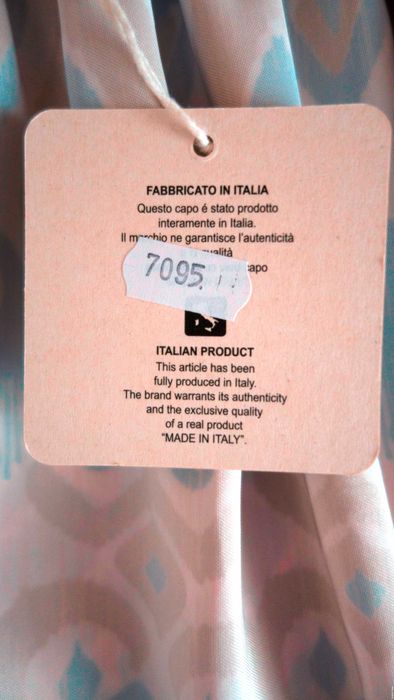 FABBRICATO IN ITALIA
Questo capo é stato prodotto
interamente in Italia.
Il marchio ne garantisce l'autenticità
qualità
capo
7095.
ITALIAN PRODUCT
This article has been
fully produced in Italy.
The brand warrants its authenticity
and the exclusive quality
of a real product
"MADE IN ITALY".